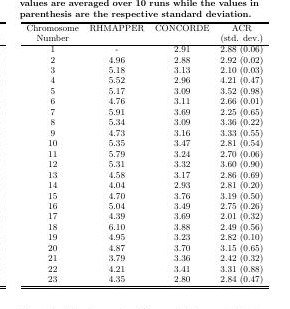 values are averaged over 10 runs while the values in
parenthesis are the respective standard deviation.
Chromosome RHMAPPER CONCORDE ACR
Number (std. dev.)
1 - 2.91 2.88 (0.06)
2 4.96 2.88 2.92 (0.02)
3 5.18 3.13 2.10 (0.03)
4 5.52 2.96 4.21 (0.47)
5 5.17 3.09 3.52 (0.98)
6 4.76 3.11 2.66 (0.01)
7 5.91 3.69 2.25 (0.65)
8 5.34 3.09 3.36 (0.22)
9 4.73 3.16 3.33 (0.55)
10 5.35 3.47 2.81 (0.54)
11 5.79 3.24 2.70 (0.06)
12 5.31 3.32 3.60 (0.90)
13 4.58 3.17 2.86 (0.69)
14 4.04 2.93 2.81 (0.20)
15 4.70 3.76 3.19 (0.50)
16 5.04 3.49 2.75 (0.26)
17 4.39 3.69 2.01 (0.32)
18 6.10 3.88 2.49 (0.56)
19 4.95 3.23 2.82 (0.10)
20 4.87 3.70 3.15 (0.65)
21 3.79 3.36 2.42 (0.32)
22 4.21 3.41 3.31 (0.88)
23 4.35 2.80 2.84 (0.47)